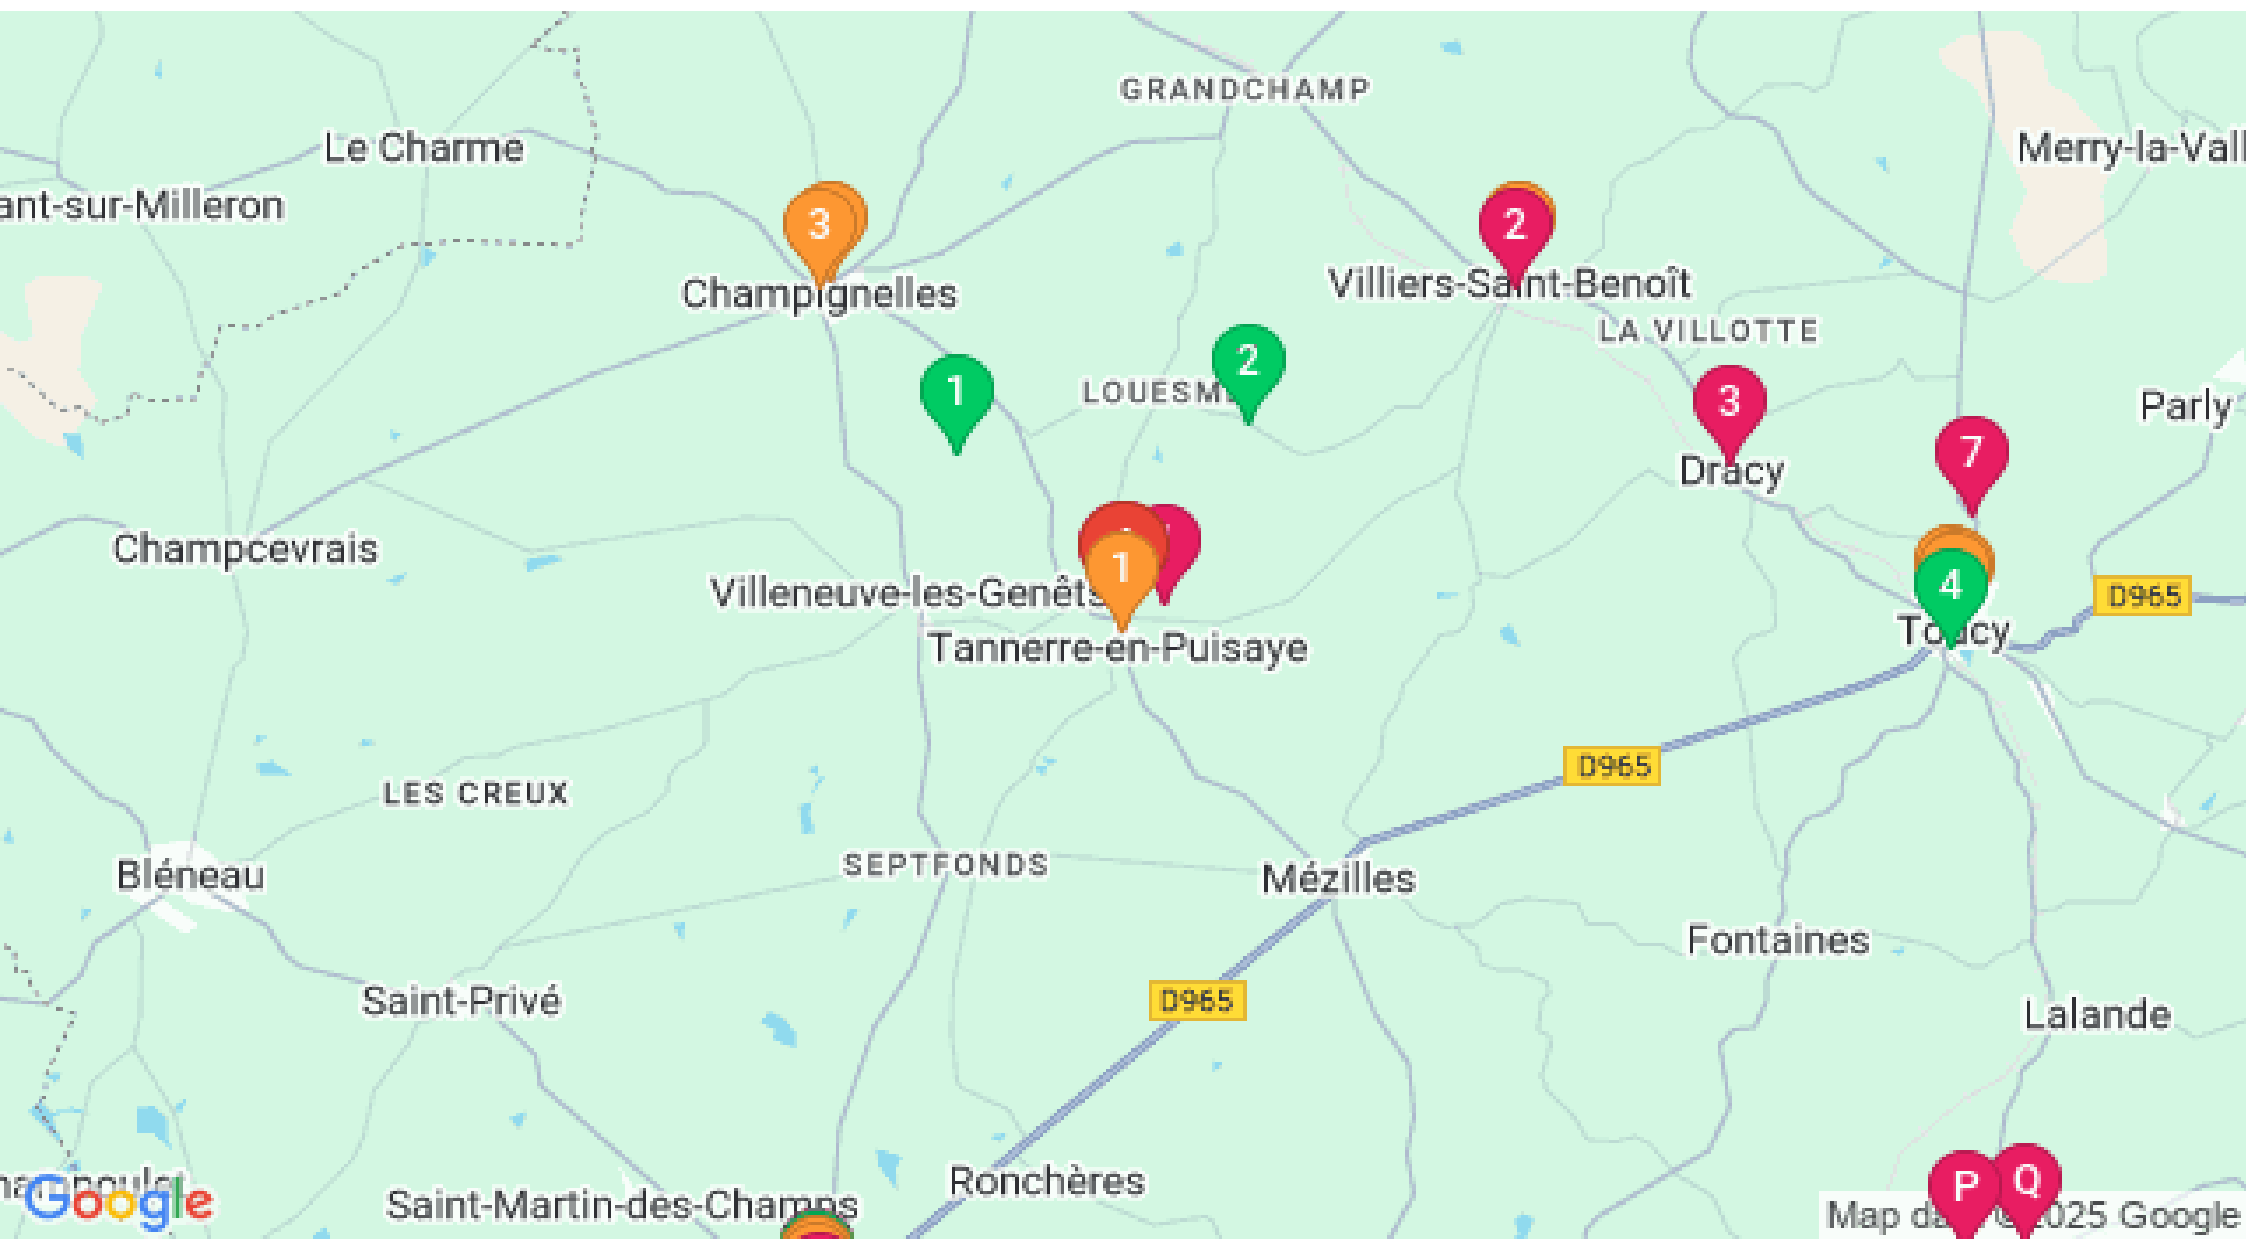 GRANDCHAMP
Le Charme
Merry-la-Vall
ant-sur-Milleron
3
2
Champignelles
Villiers-Saint-Benoît
LA VILLOTTE
2
1
LOUESM
3
Parly
7
Dracy
Champcevrais
1
4
Villeneuve-les-Genêts
D965
Tannerre-en-Puisaye
Toucy
D965
LES CREUX
SEPTFONDS
Bléneau
Mézilles
Fontaines
Saint-Privé
D965
Lalande
Ronchères
P
Q
Google
Saint-Martin-des-Champs
Map da ©2025 Google